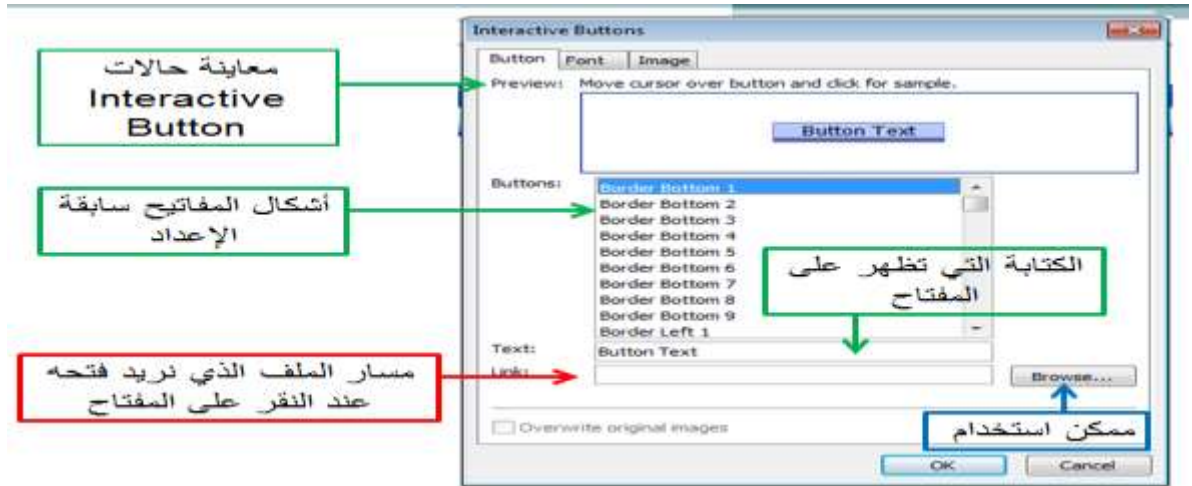 Interactive Buttons
Button Font Image
معاينة حالات
Interactive
Button
Preview: Move cursor over button and click for sample.
Button Text
Buttons:
أشكال المفاتيح سابقة
الإعداد
Border Bottom 1
Border Bottom 2
Border Bottom 3
Border Bottom 4
Border Bottom 5
Border Bottom 6
Border Bottom 7
Border Bottom 8
Border Bottom 9
Border Left 1
الكتابة التي تظهر على
المفتاح
Text: Button Text
مسار الملف الذي نريد فتحه
عند النقر على المفتاح
Link: Browse...
ممكن استخدام
Overwrite original images
OK Cancel